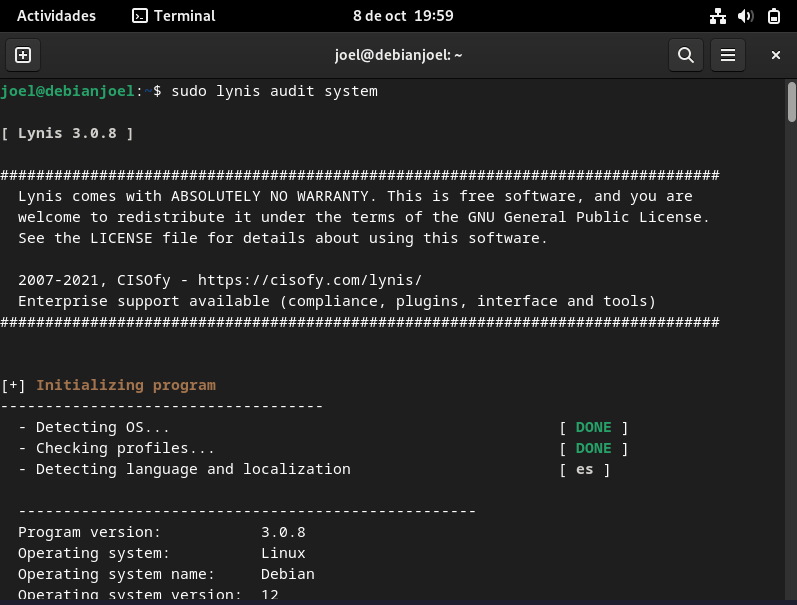 Actividades Terminal 8 de oct 19:59
joel@debianjoel: ~
joel@debianjoel:~$ sudo lynis audit system
[ Lynis 3.0.8 ]
################################################################################
Lynis comes with ABSOLUTELY NO WARRANTY. This is free software, and you are
welcome to redistribute it under the terms of the GNU General Public License.
See the LICENSE file for details about using this software.
2007-2021, CISOfy - https://cisofy.com/lynis/
Enterprise support available (compliance, plugins, interface and tools)
################################################################################
[+] Initializing program
------------------------------------
- Detecting OS... [ DONE ]
- Checking profiles... [ DONE ]
- Detecting language and localization [ es ]
---------------------------------------------------
Program version: 3.0.8
Operating system: Linux
Operating system name: Debian
Operating system version: 12